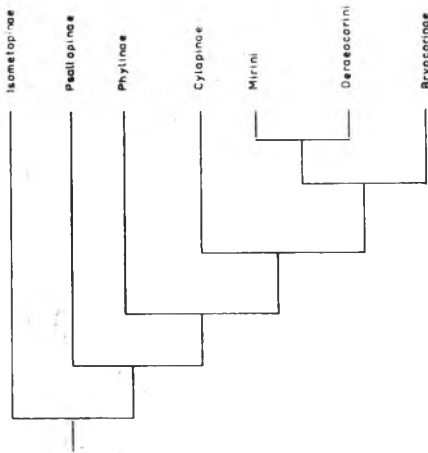 Isometopinae
Psallopinae
Phylinae
Cylapinae
Mirini
Deraeocorini
Bryocorinae